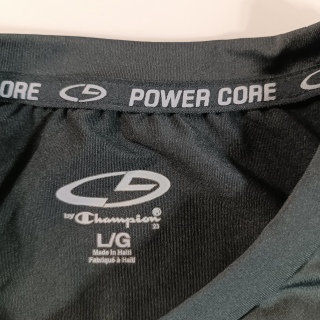 ORE POWER CORE
by Champion®
L/G
Made in Haiti
Fabriqué à Haïti